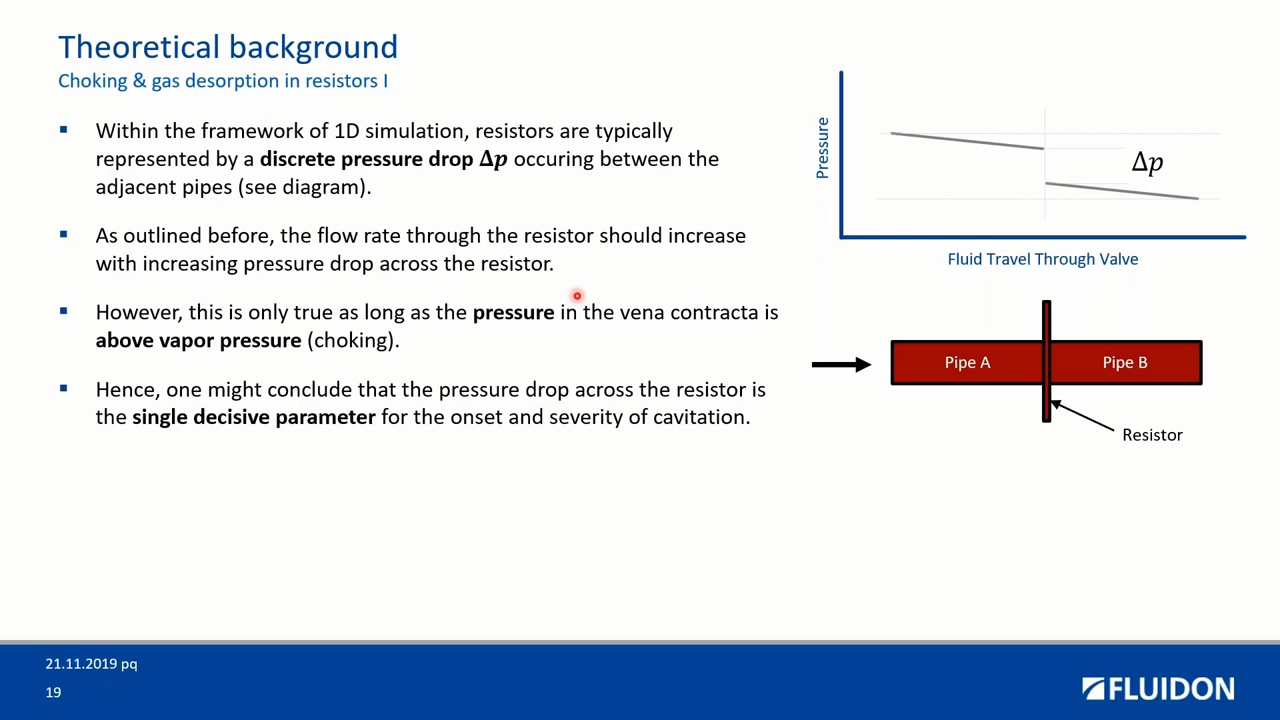 Theoretical background
Choking & gas desorption in resistors I
▪ Within the framework of 1D simulation, resistors are typically
represented by a discrete pressure drop Δp occuring between the
adjacent pipes (see diagram).
▪ As outlined before, the flow rate through the resistor should increase
with increasing pressure drop across the resistor.
▪ However, this is only true as long as the pressure in the vena contracta is
above vapor pressure (choking).
▪ Hence, one might conclude that the pressure drop across the resistor is
the single decisive parameter for the onset and severity of cavitation.
Pressure
Δp
Fluid Travel Through Valve
Pipe A
Pipe B
Resistor
21.11.2019 pq
19
FLUIDON